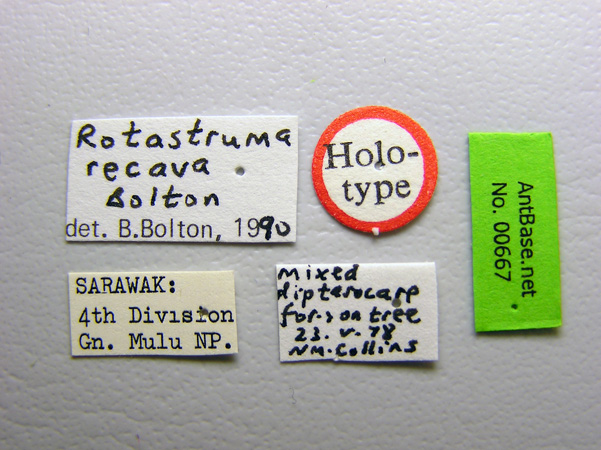 Rotastruma
recava
Bolton
det. B.Bolton, 1990
Holo-
type
AntBase.net
No. 00667
SARAWAK:
4th Division
Gn. Mulu NP.
Mixed
dipterocarp
for., on tree
23.V.78
NM.Collins